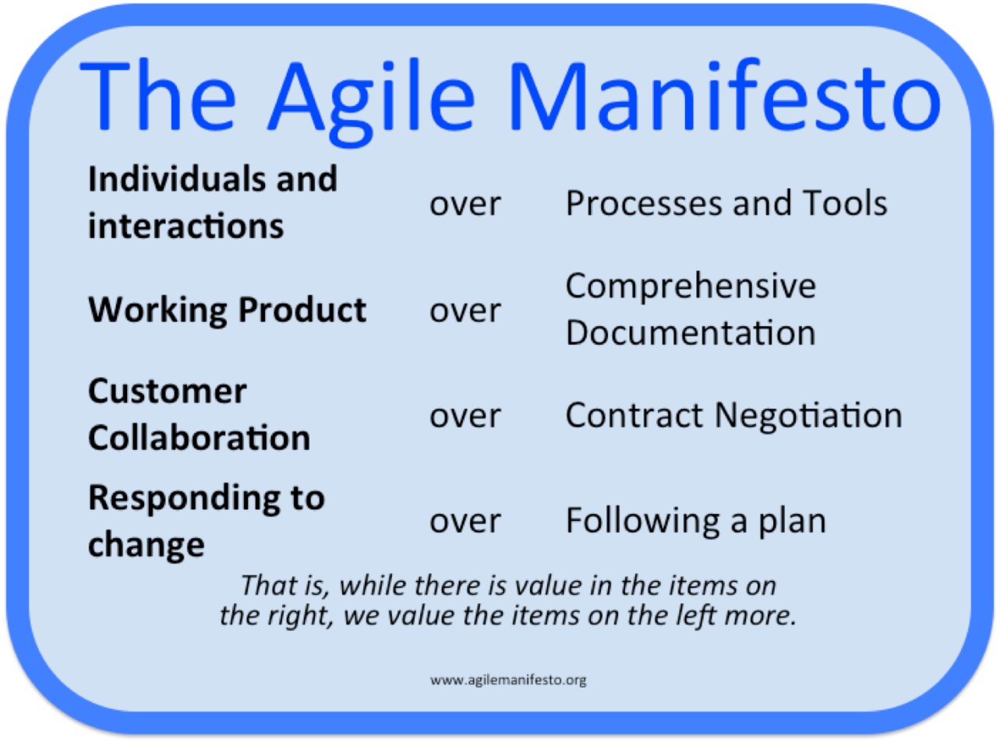 The Agile Manifesto
Individuals and
interactions
over
Processes and Tools
Working Product
over
Comprehensive
Documentation
Customer
Collaboration
over
Contract Negotiation
Responding to
change
over
Following a plan
That is, while there is value in the items on
the right, we value the items on the left more.
www.agilemanifesto.org